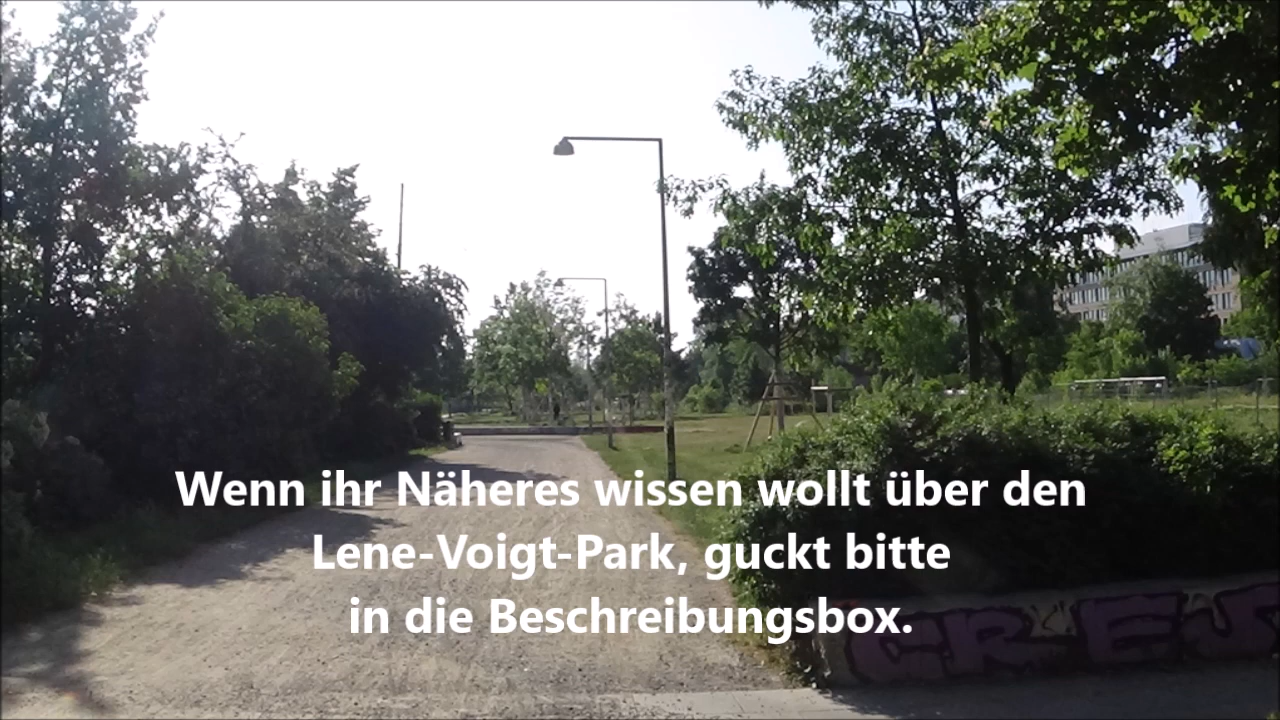 Wenn ihr Näheres wissen wollt über den
Lene-Voigt-Park, guckt bitte
in die Beschreibungsbox.